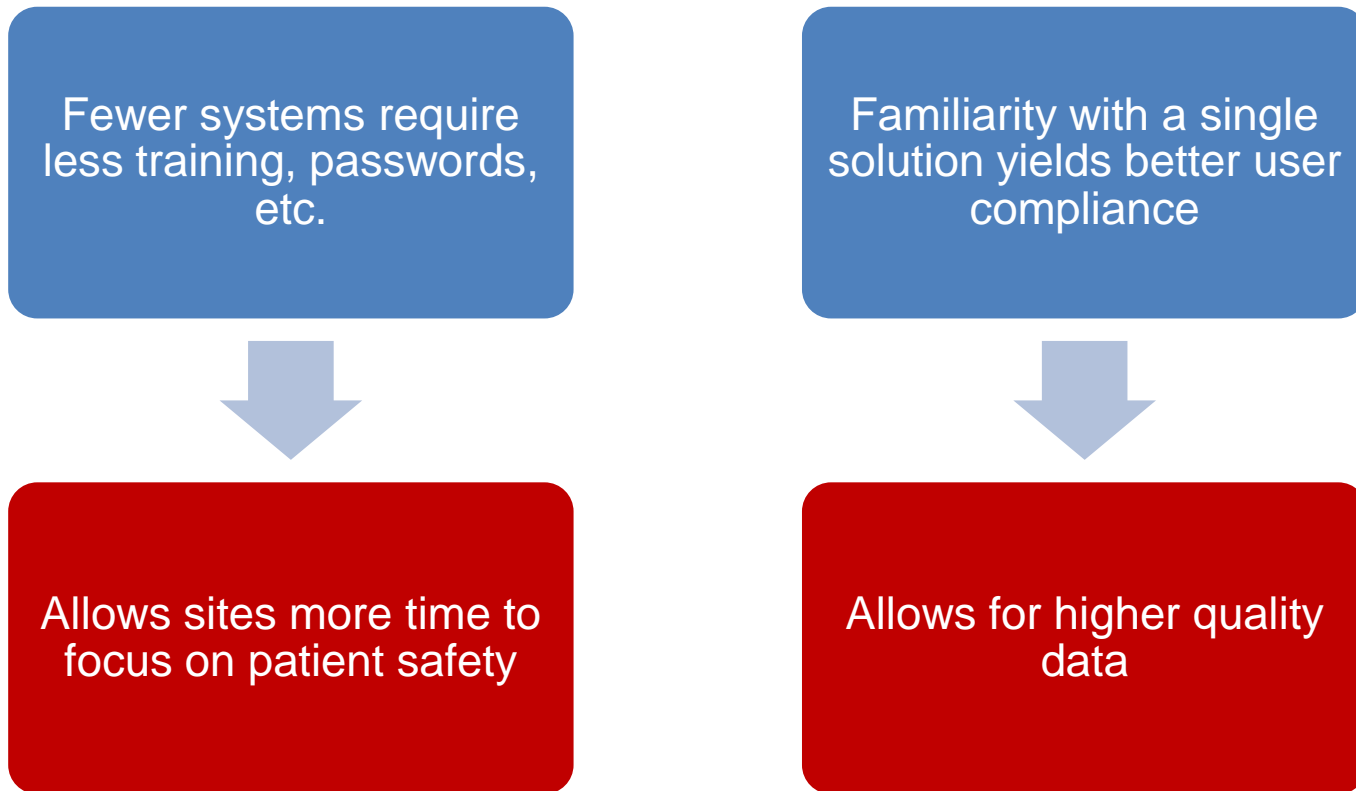 Fewer systems require
less training, passwords,
etc.
Allows sites more time to
focus on patient safety
Familiarity with a single
solution yields better user
compliance
Allows for higher quality
data